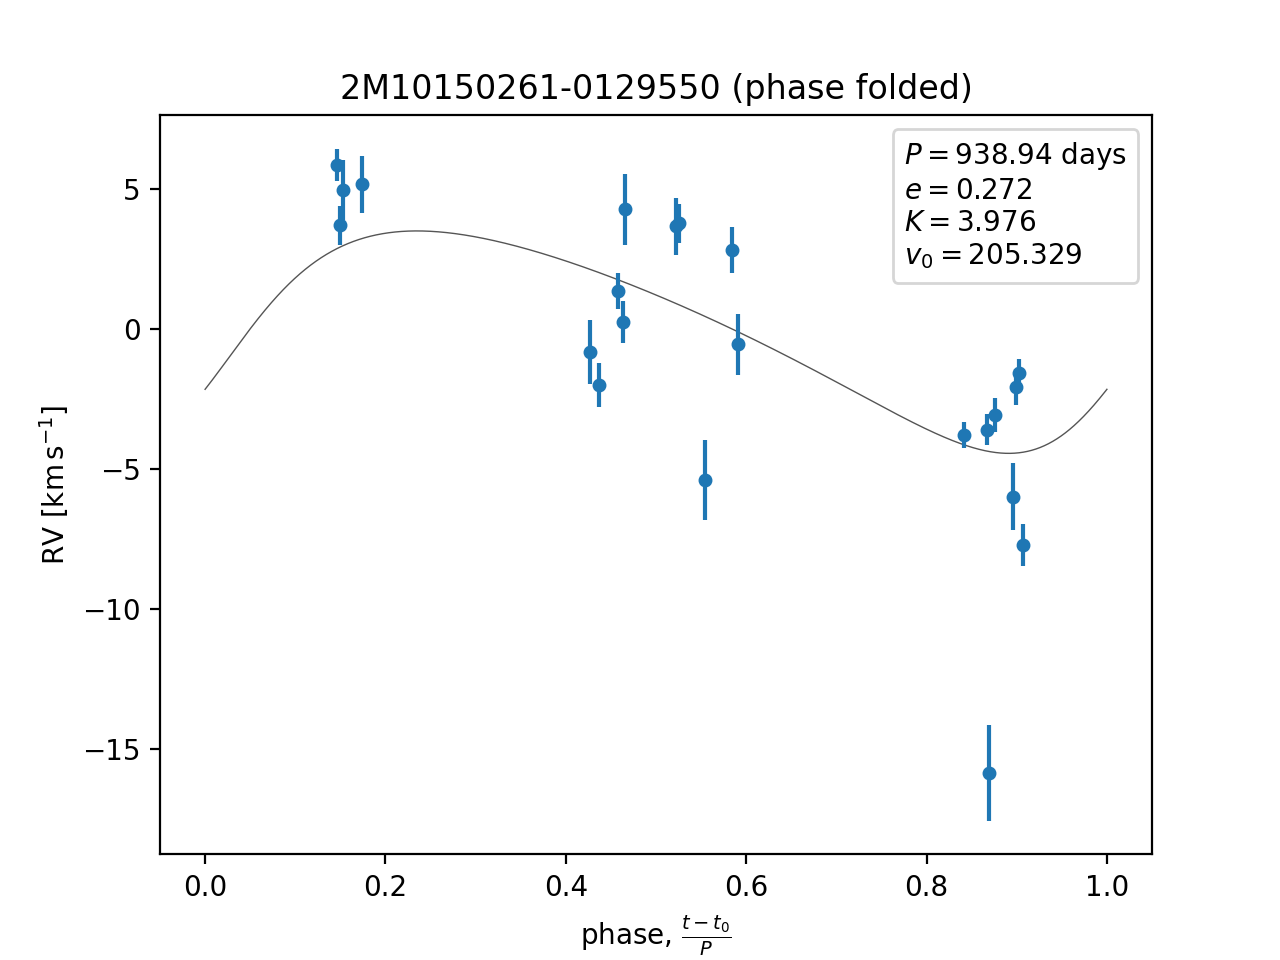 2M10150261-0129550 (phase folded)
P = 938.94 days
e = 0.272
K = 3.976
v₀ = 205.329
RV [km s⁻¹]
5
0
−5
−10
−15
0.0 0.2 0.4 0.6 0.8 1.0
phase, (t − t₀)/P